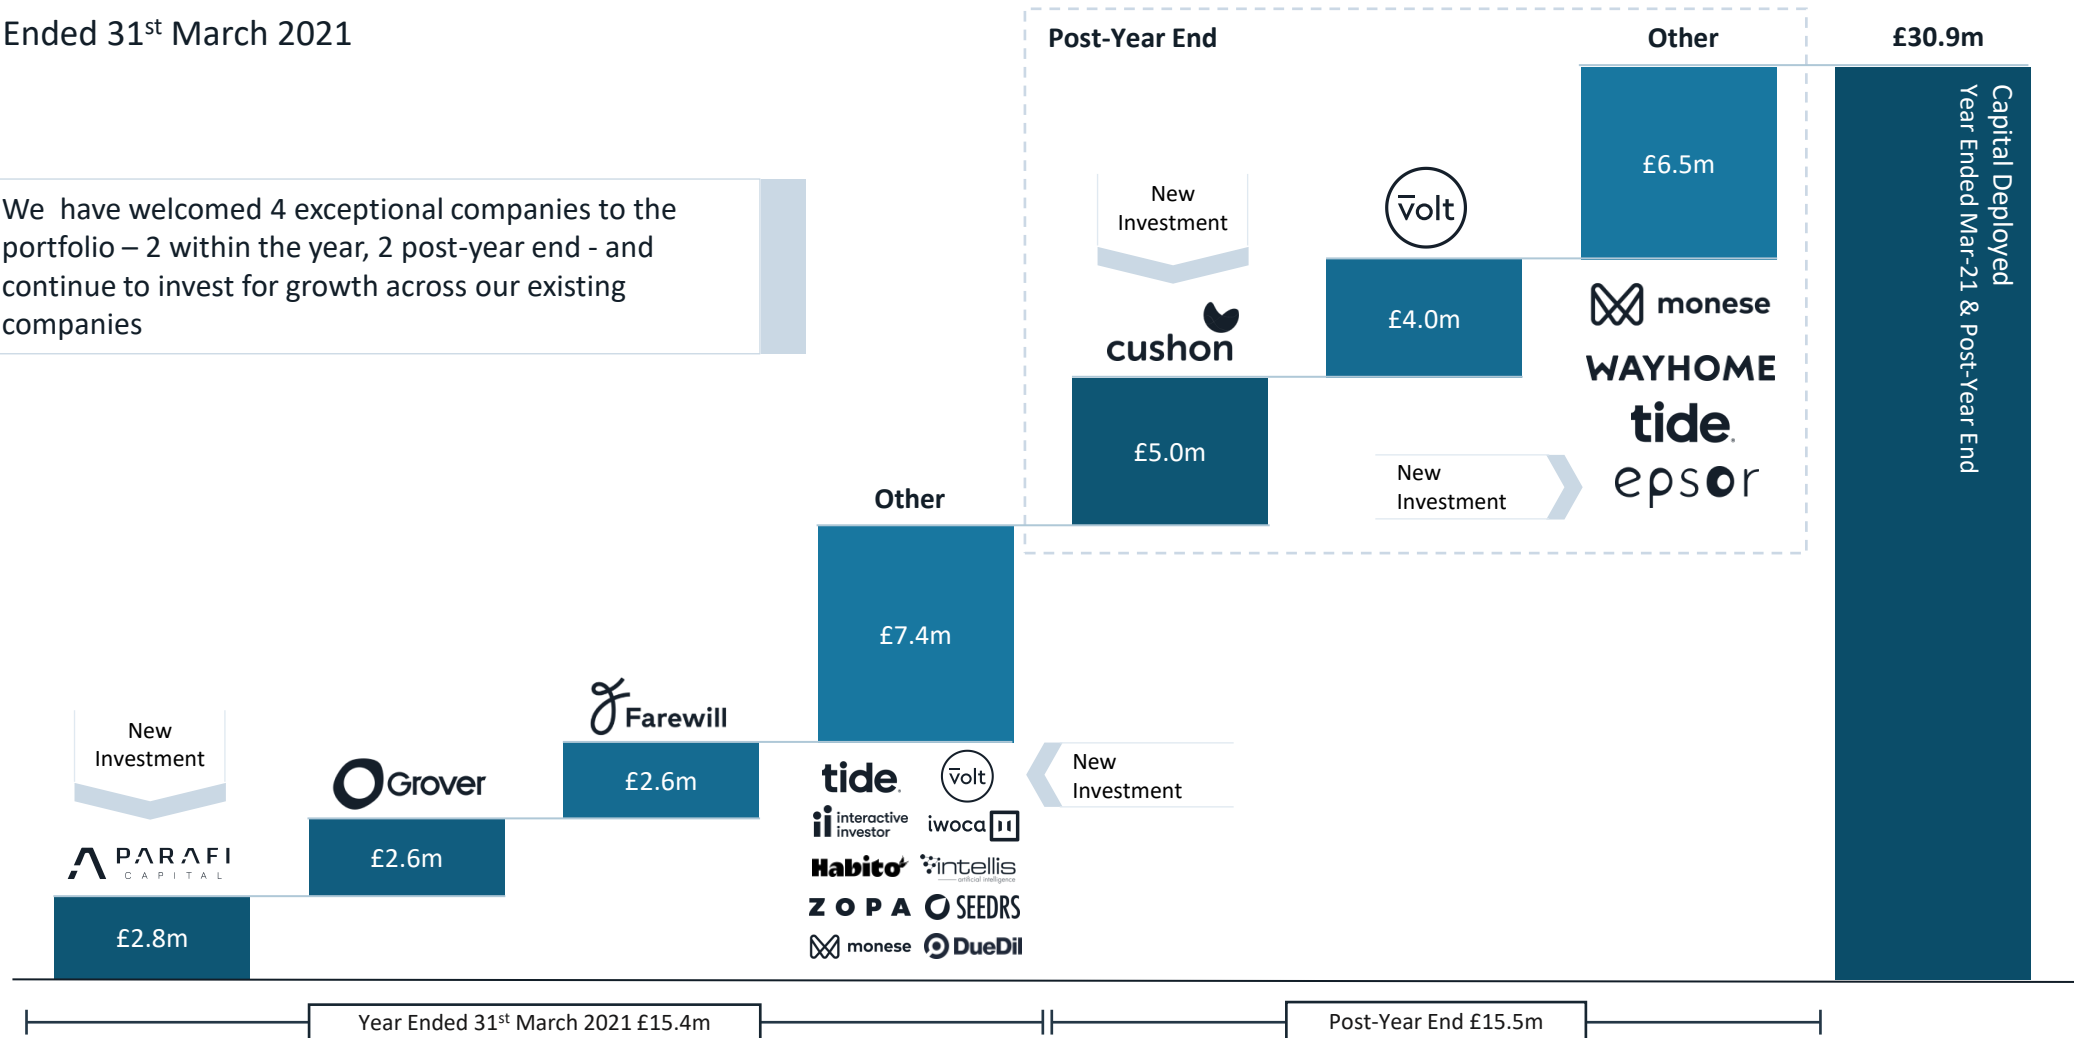 Ended 31st March 2021
Post-Year End
Other
£30.9m
Capital Deployed
Year Ended Mar-21 & Post-Year End
We have welcomed 4 exceptional companies to the
portfolio – 2 within the year, 2 post-year end - and
continue to invest for growth across our existing
companies
New
Investment
volt
£6.5m
cushon
£4.0m
monese
WAYHOME
tide
epsor
£5.0m
New
Investment
Other
£7.4m
New
Investment
Farewill
£2.6m
Grover
£2.6m
PARAFI
CAPITAL
£2.8m
tide
volt
interactive
investor
iwoca
Habito
intellis
artificial intelligence
ZOPA
SEEDRS
monese
DueDil
New
Investment
Year Ended 31st March 2021 £15.4m
Post-Year End £15.5m